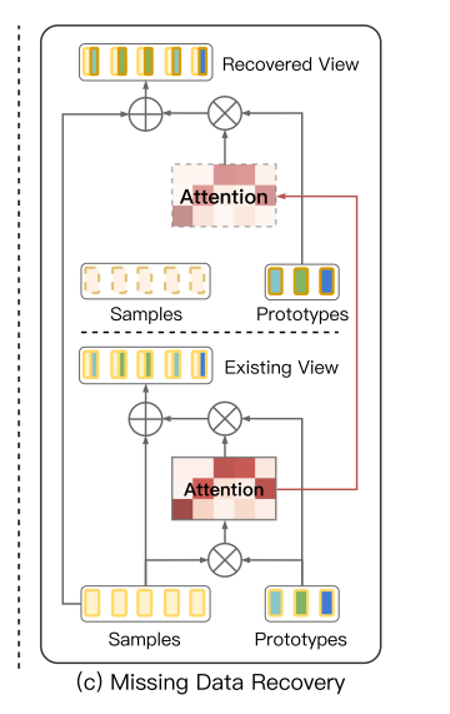 Recovered View
Attention
Samples
Prototypes
Existing View
Attention
Samples
Prototypes
(c) Missing Data Recovery